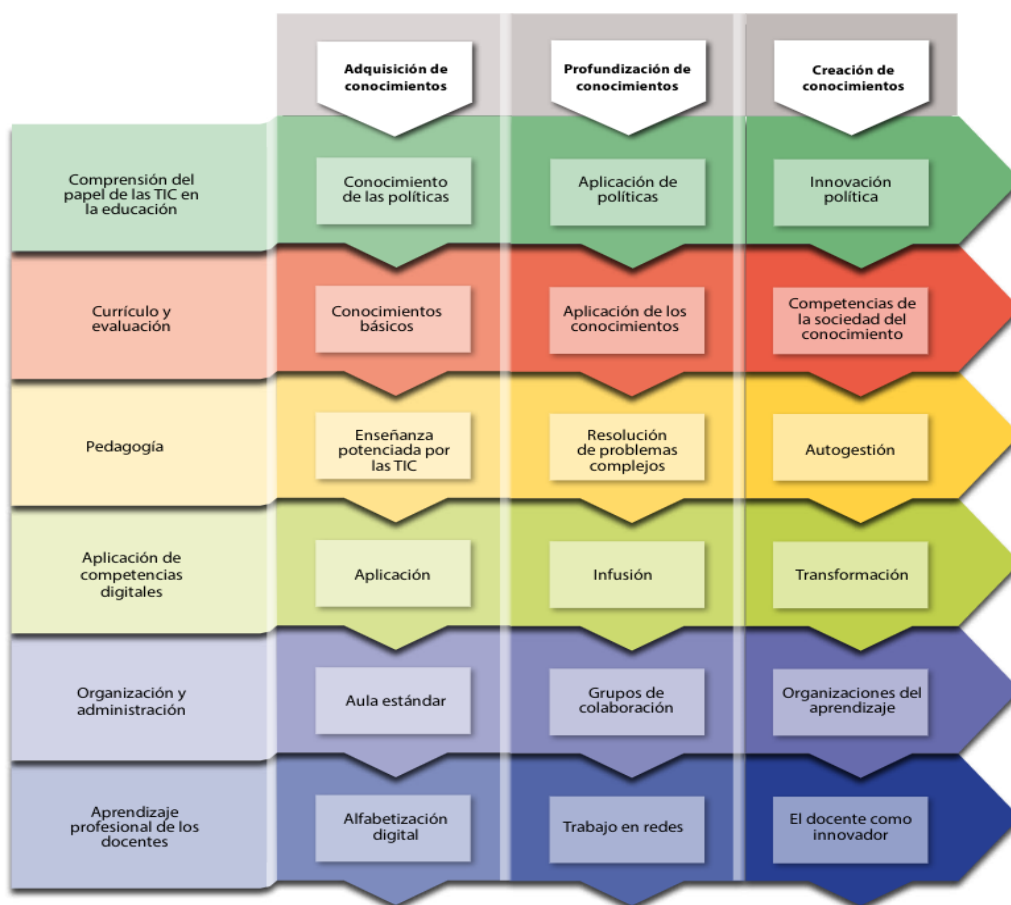 Adquisición de
conocimientos
Profundización de
conocimientos
Creación de
conocimientos
Comprensión del
papel de las TIC en
la educación
Conocimiento
de las políticas
Aplicación de
políticas
Innovación
política
Currículo y
evaluación
Conocimientos
básicos
Aplicación de los
conocimientos
Competencias de
la sociedad del
conocimiento
Pedagogía
Enseñanza
potenciada por
las TIC
Resolución
de problemas
complejos
Autogestión
Aplicación de
competencias
digitales
Aplicación
Infusión
Transformación
Organización y
administración
Aula estándar
Grupos de
colaboración
Organizaciones del
aprendizaje
Aprendizaje
profesional de los
docentes
Alfabetización
digital
Trabajo en redes
El docente como
innovador